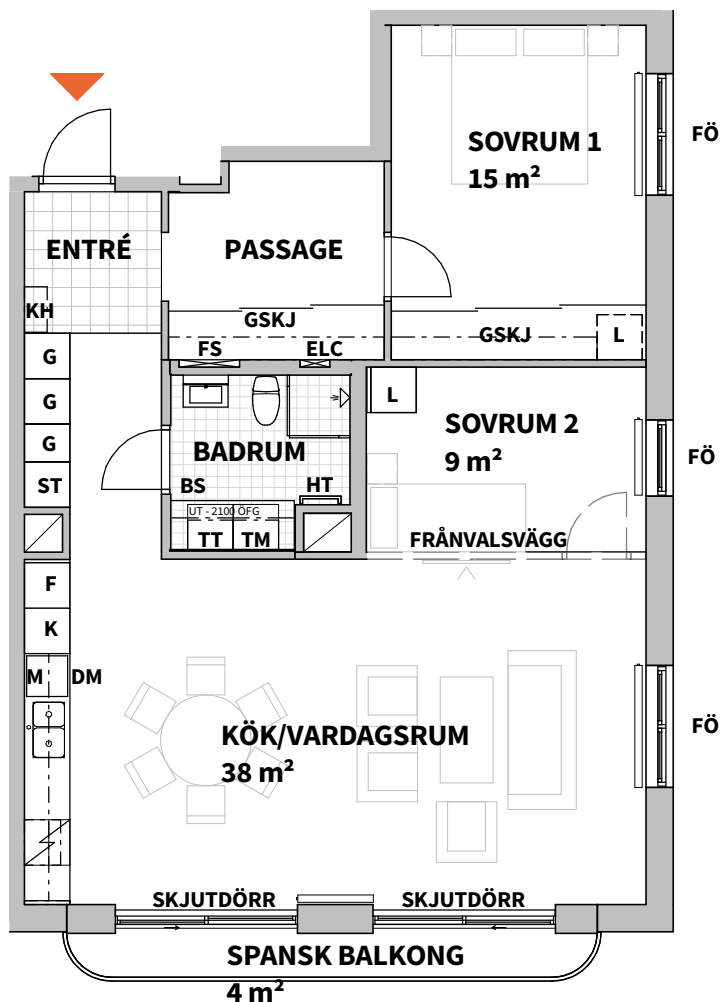 SOVRUM 1
15 m²
FÖ
ENTRÉ
PASSAGE
KH
GSKJ
GSKJ
L
FS
ELC
G
G
G
ST
L
SOVRUM 2
9 m²
FÖ
BADRUM
BS
HT
UT - 2100 ÖFG
TT
TM
FRÅNVALSVÄGG
F
K
M
DM
KÖK/VARDAGSRUM
38 m²
FÖ
SKJUTDÖRR
SKJUTDÖRR
SPANSK BALKONG
4 m²